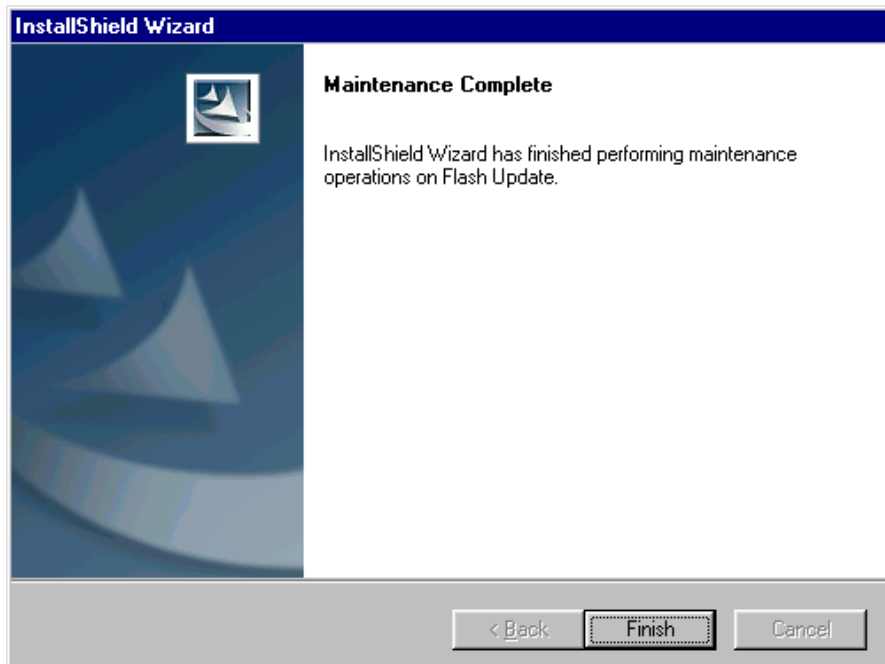 InstallShield Wizard
Maintenance Complete
InstallShield Wizard has finished performing maintenance
operations on Flash Update.
< Back
Finish
Cancel